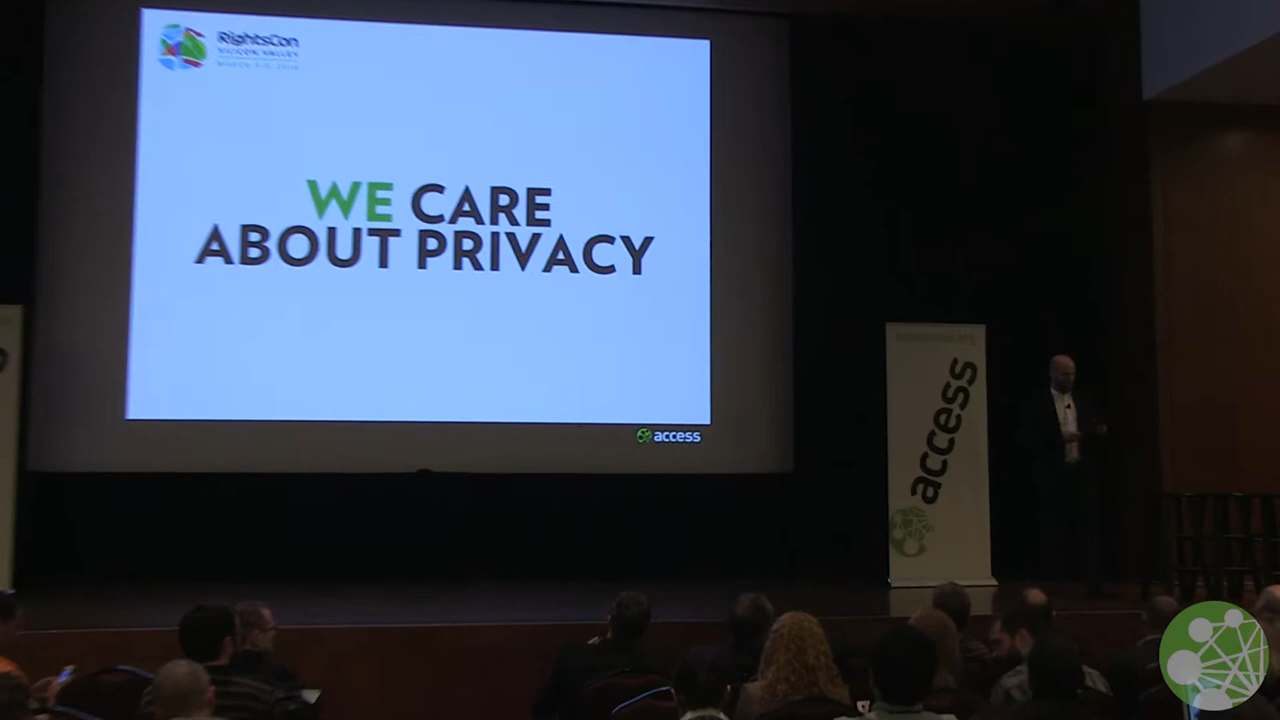 RightsCon
SILICON VALLEY
WE CARE
ABOUT PRIVACY
access
access